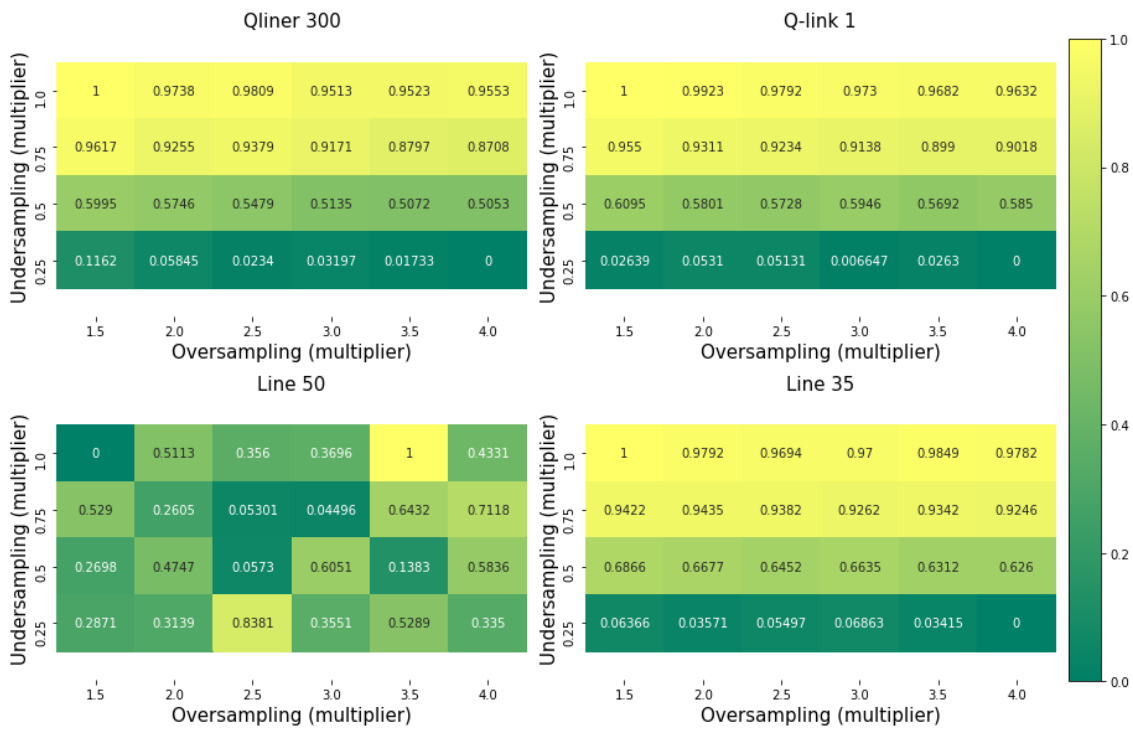 Qliner 300
Undersampling (multiplier)
1.0 1 0.9738 0.9809 0.9513 0.9523 0.9553
0.75 0.9617 0.9255 0.9379 0.9171 0.8797 0.8708
0.5 0.5995 0.5746 0.5479 0.5135 0.5072 0.5053
0.25 0.1162 0.05845 0.0234 0.03197 0.01733 0
1.5 2.0 2.5 3.0 3.5 4.0
Oversampling (multiplier)
Q-link 1
Undersampling (multiplier)
1.0 1 0.9923 0.9792 0.973 0.9682 0.9632
0.75 0.955 0.9311 0.9234 0.9138 0.899 0.9018
0.5 0.6095 0.5801 0.5728 0.5946 0.5692 0.585
0.25 0.02639 0.0531 0.05131 0.006647 0.0263 0
1.5 2.0 2.5 3.0 3.5 4.0
Oversampling (multiplier)
Line 50
Undersampling (multiplier)
1.0 0 0.5113 0.356 0.3696 1 0.4331
0.75 0.529 0.2605 0.05301 0.04496 0.6432 0.7118
0.5 0.2698 0.4747 0.0573 0.6051 0.1383 0.5836
0.25 0.2871 0.3139 0.8381 0.3551 0.5289 0.335
1.5 2.0 2.5 3.0 3.5 4.0
Oversampling (multiplier)
Line 35
Undersampling (multiplier)
1.0 1 0.9792 0.9694 0.97 0.9849 0.9782
0.75 0.9422 0.9435 0.9382 0.9262 0.9342 0.9246
0.5 0.6866 0.6677 0.6452 0.6635 0.6312 0.626
0.25 0.06366 0.03571 0.05497 0.06863 0.03415 0
1.5 2.0 2.5 3.0 3.5 4.0
Oversampling (multiplier)
1.0
0.8
0.6
0.4
0.2
0.0